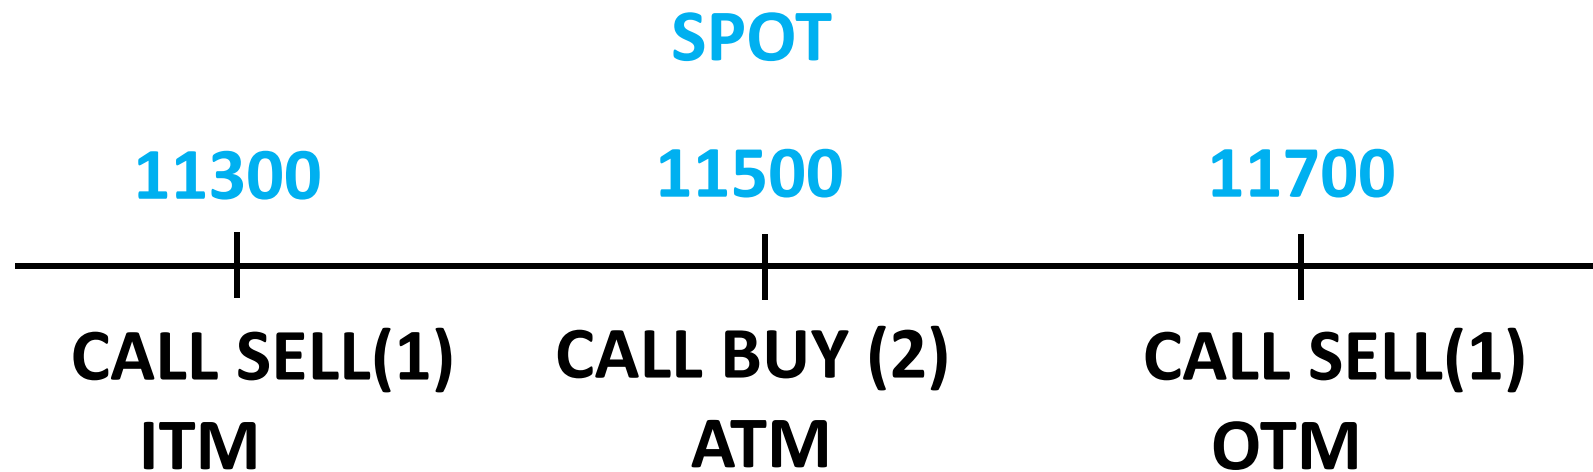 SPOT
11300 11500 11700
CALL SELL(1) CALL BUY (2) CALL SELL(1)
ITM ATM OTM